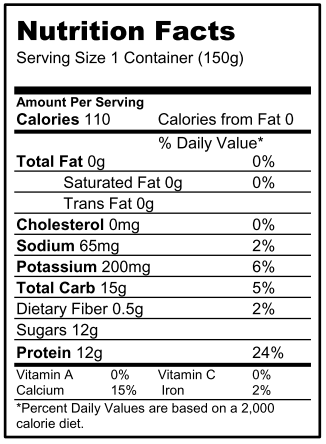 Nutrition Facts
Serving Size 1 Container (150g)
Amount Per Serving
Calories 110 Calories from Fat 0
% Daily Value*
Total Fat 0g 0%
Saturated Fat 0g 0%
Trans Fat 0g
Cholesterol 0mg 0%
Sodium 65mg 2%
Potassium 200mg 6%
Total Carb 15g 5%
Dietary Fiber 0.5g 2%
Sugars 12g
Protein 12g 24%
Vitamin A 0% Vitamin C 0%
Calcium 15% Iron 2%
*Percent Daily Values are based on a 2,000
calorie diet.